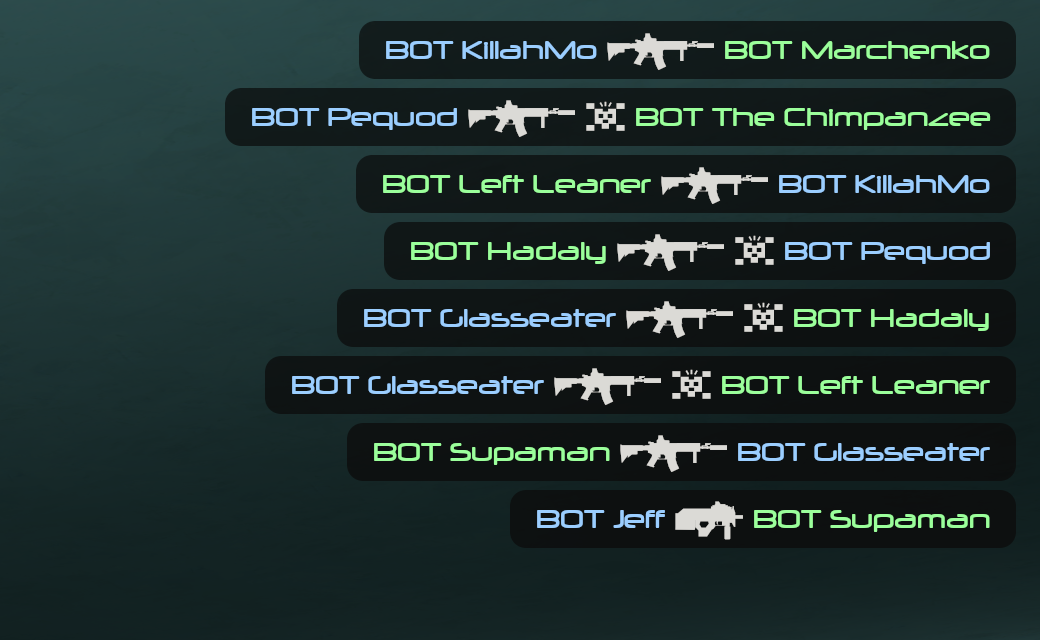 BOT KillahMo BOT Marchenko
BOT Pequod BOT The Chimpanzee
BOT Left Leaner BOT KillahMo
BOT Hadaly BOT Pequod
BOT Glasseater BOT Hadaly
BOT Glasseater BOT Left Leaner
BOT Supaman BOT Glasseater
BOT Jeff BOT Supaman